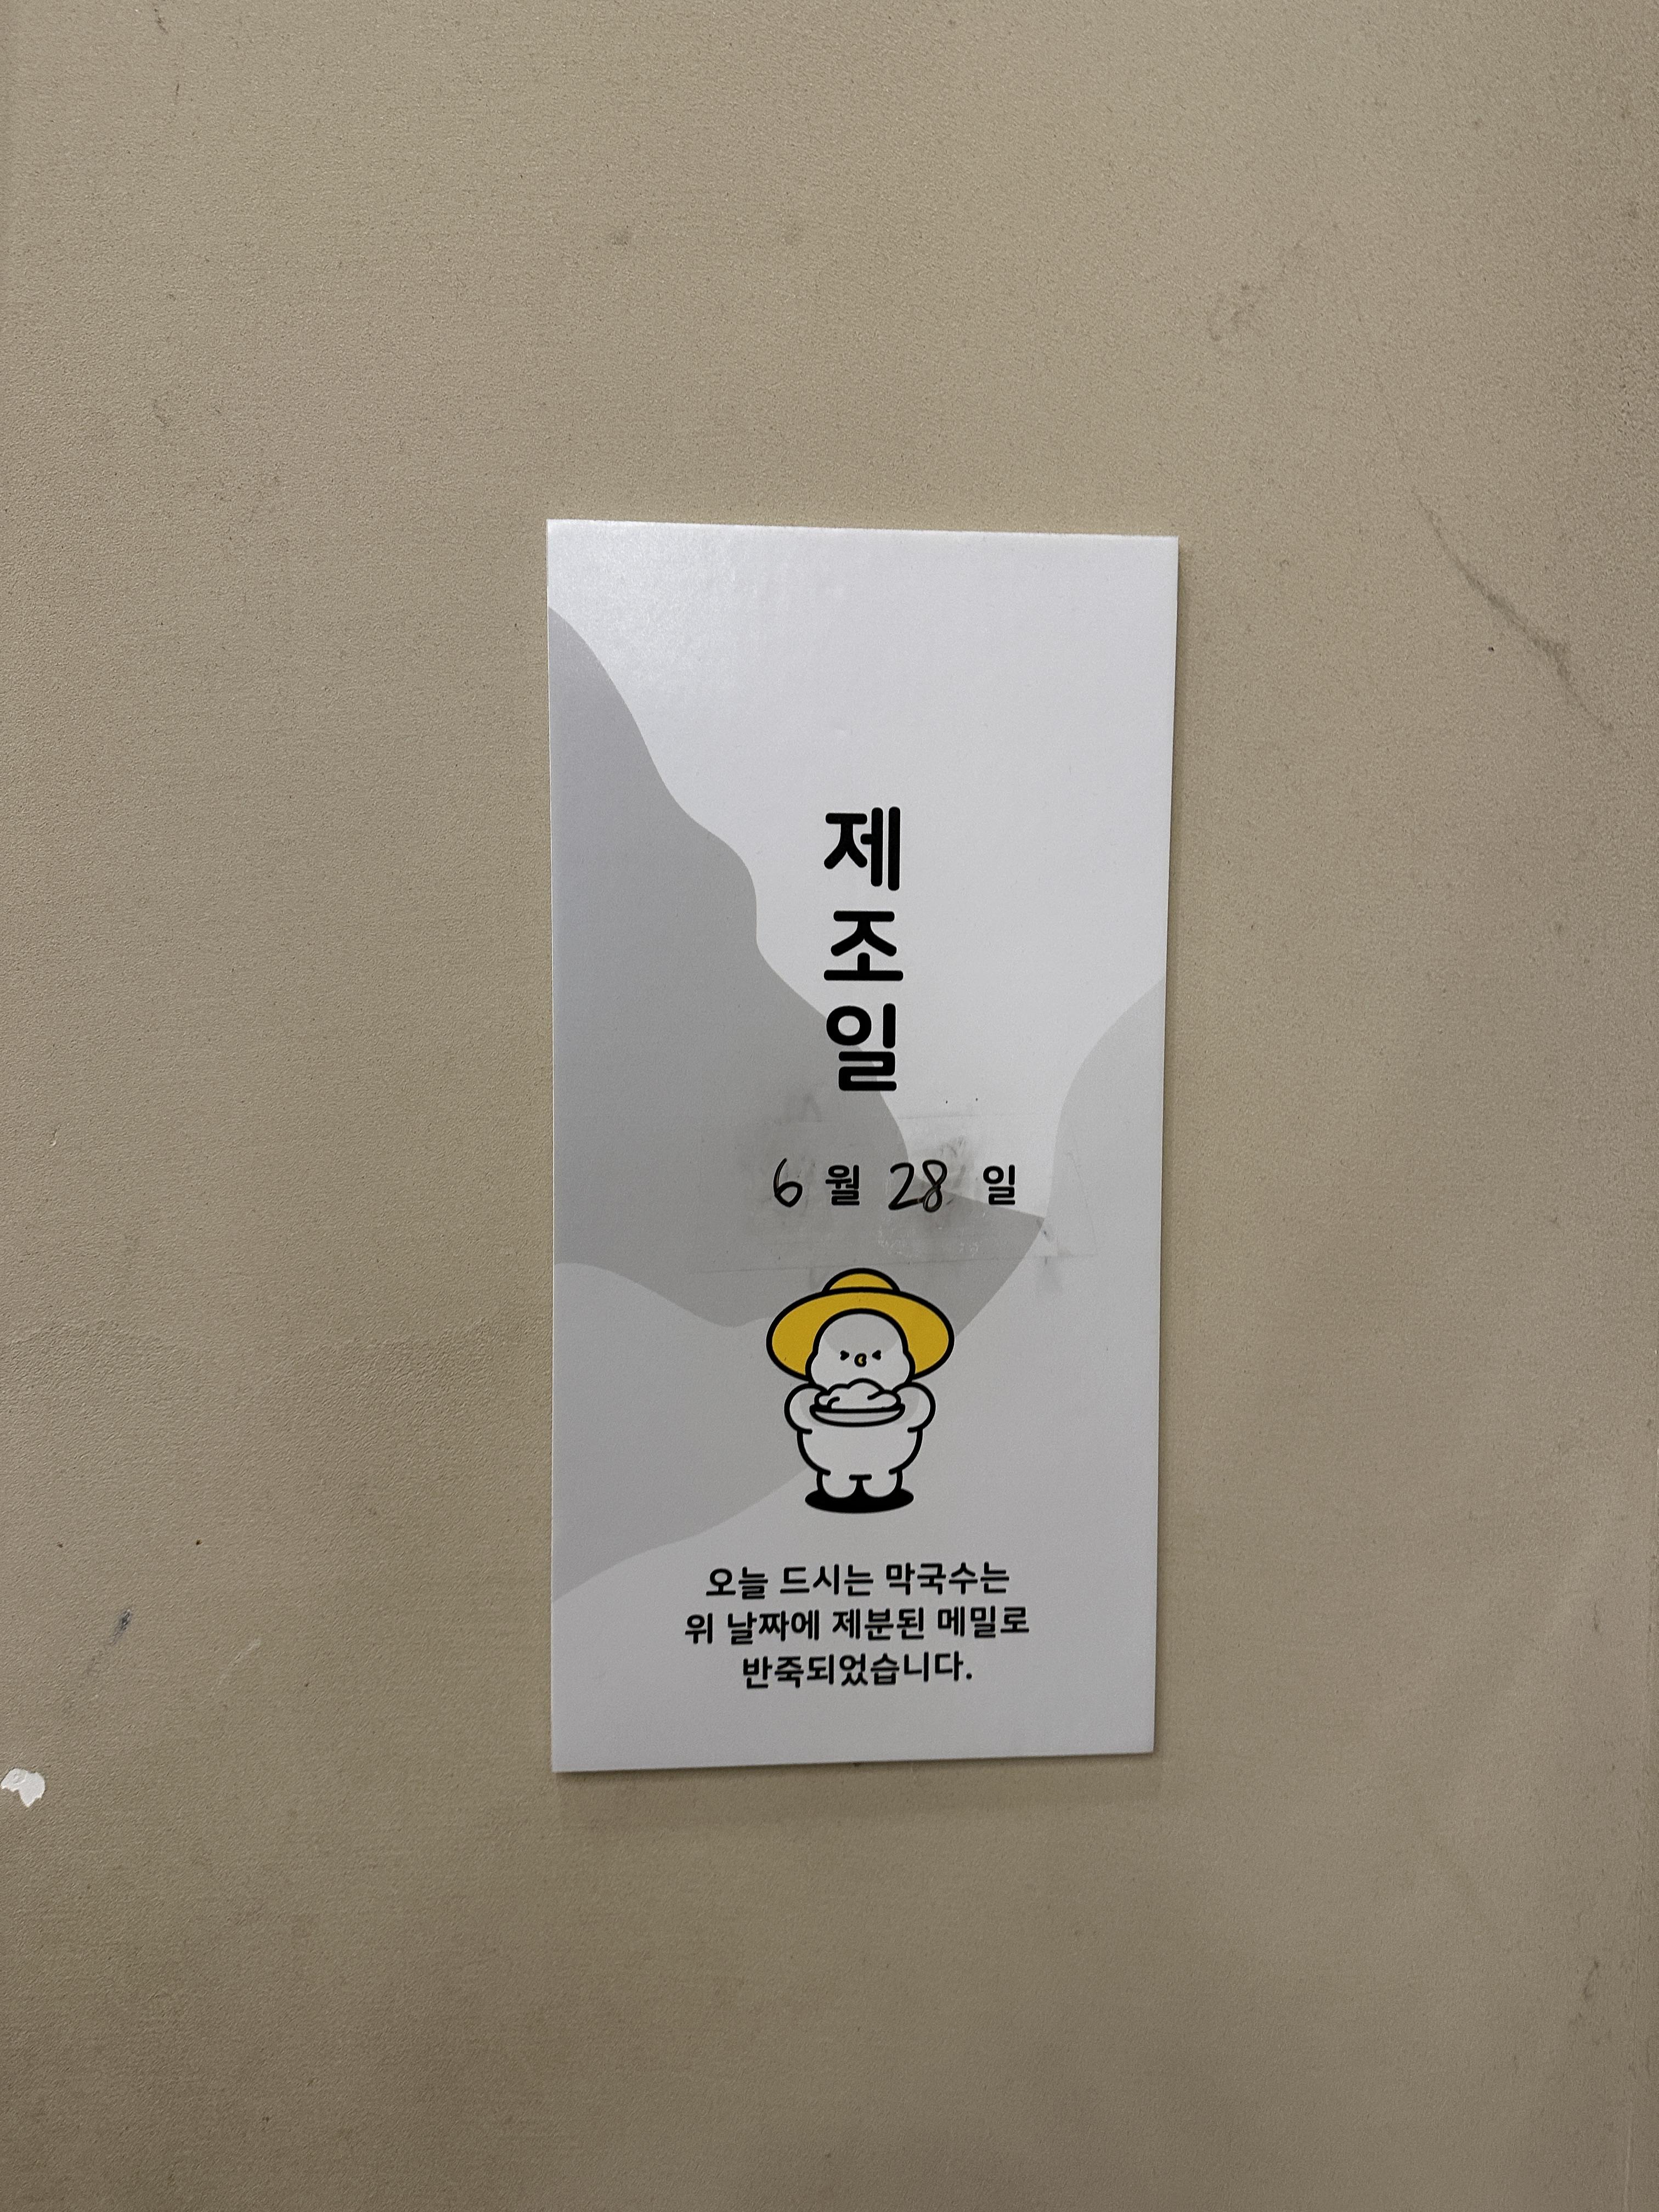 제
조
일
6 월 28 일
오늘 드시는 막국수는
위 날짜에 제분된 메밀로
반죽되었습니다.